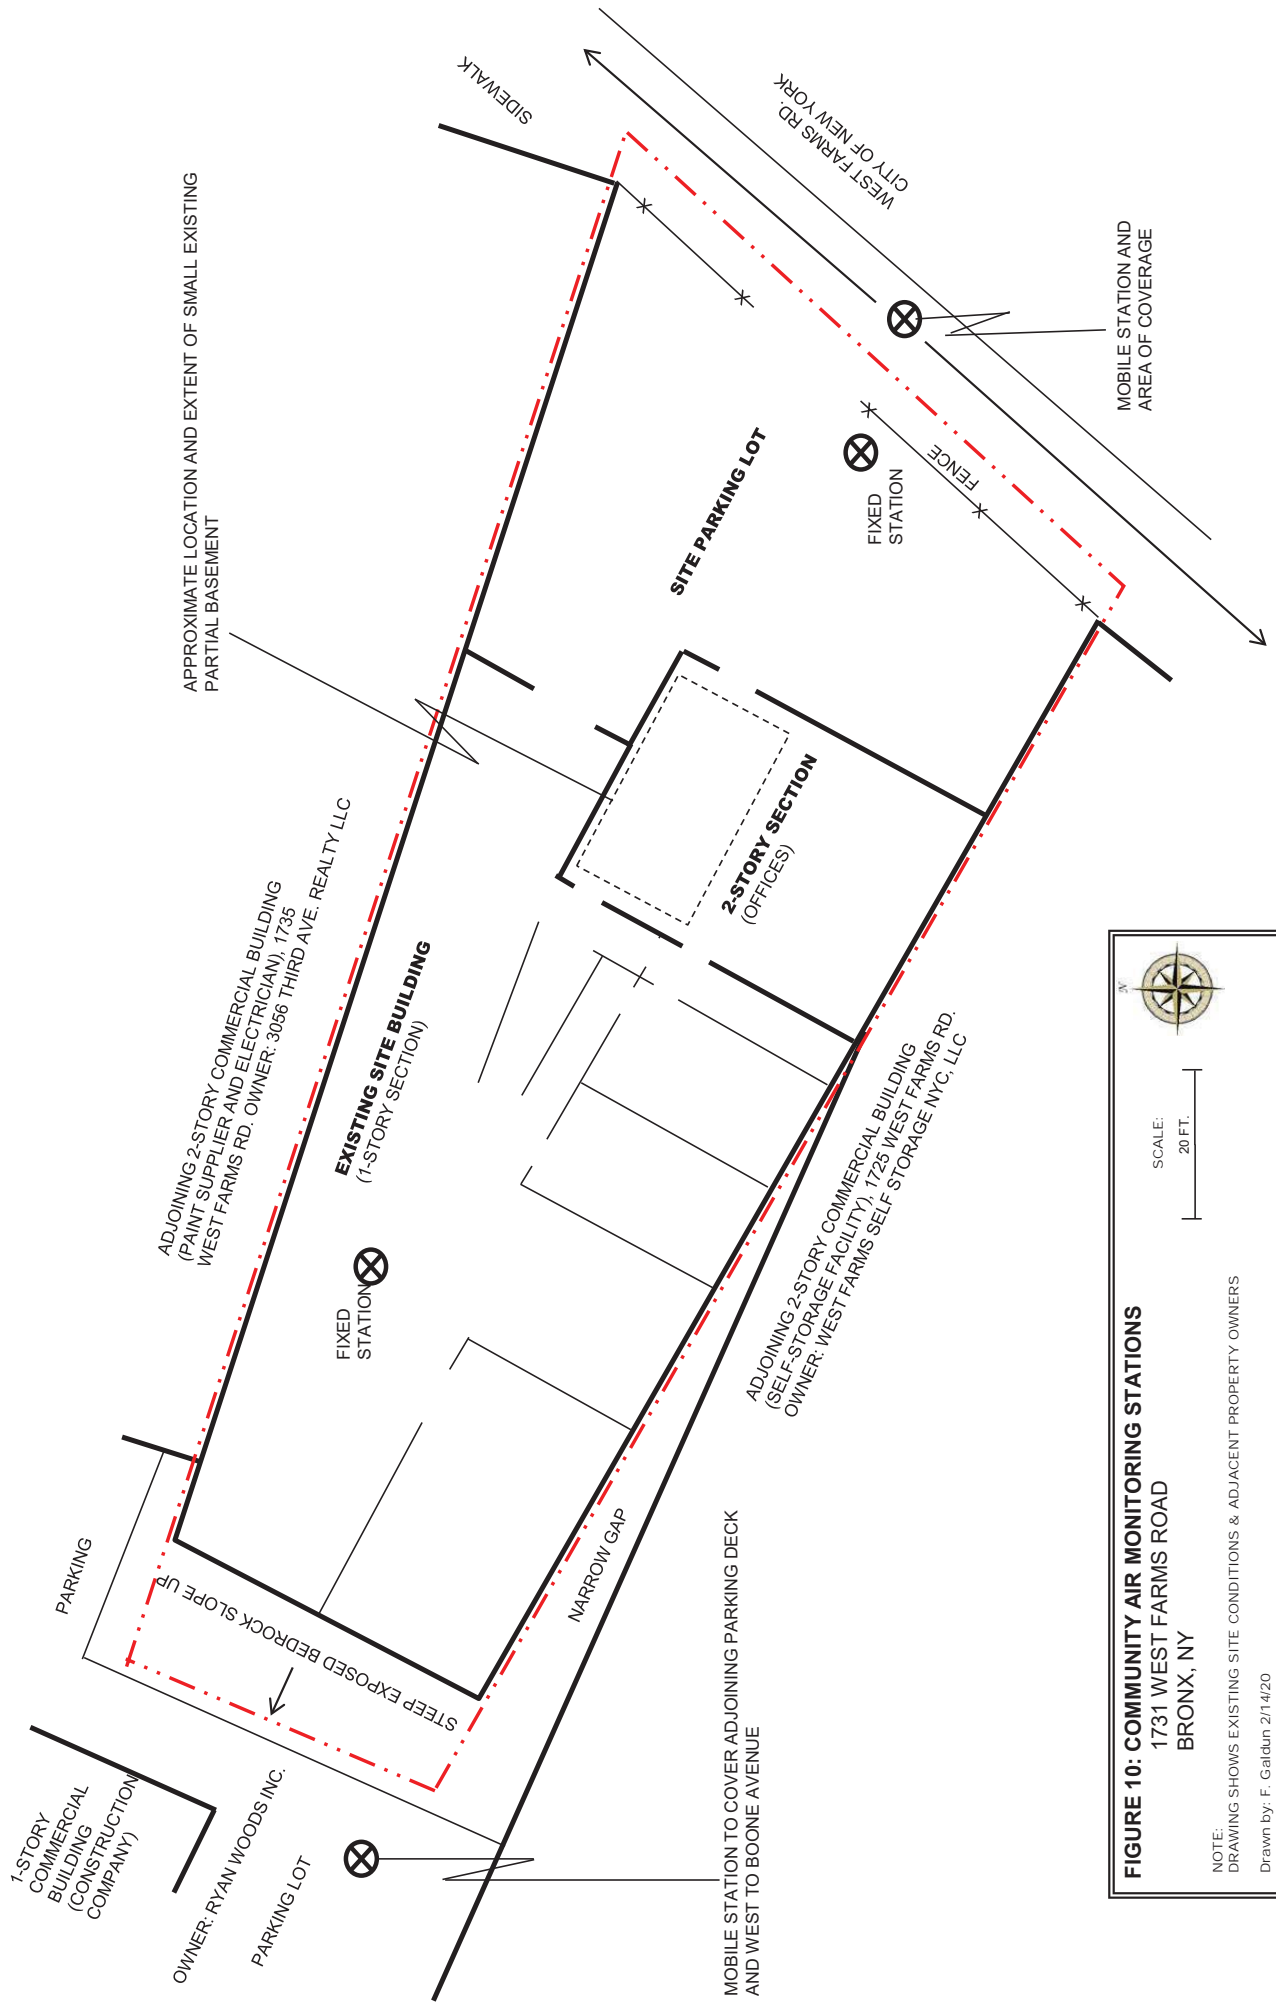 1-STORY
COMMERCIAL
BUILDING
(CONSTRUCTION
COMPANY)
PARKING
OWNER: RYAN WOODS INC.
PARKING LOT
STEEP EXPOSED BEDROCK SLOPE UP
ADJOINING 2-STORY COMMERCIAL BUILDING
(PAINT SUPPLIER AND ELECTRICIAN), 1735
WEST FARMS RD. OWNER: 3056 THIRD AVE. REALTY LLC
APPROXIMATE LOCATION AND EXTENT OF SMALL EXISTING
PARTIAL BASEMENT
SIDEWALK
FIXED
STATION
EXISTING SITE BUILDING
(1-STORY SECTION)
2-STORY SECTION
(OFFICES)
SITE PARKING LOT
FIXED
STATION
FENCE
WEST FARMS RD.
CITY OF NEW YORK
MOBILE STATION AND
AREA OF COVERAGE
NARROW GAP
ADJOINING 2-STORY COMMERCIAL BUILDING
(SELF-STORAGE FACILITY), 1725 WEST FARMS RD.
OWNER: WEST FARMS SELF STORAGE NYC, LLC
MOBILE STATION TO COVER ADJOINING PARKING DECK
AND WEST TO BOONE AVENUE
FIGURE 10: COMMUNITY AIR MONITORING STATIONS
1731 WEST FARMS ROAD
BRONX, NY
SCALE:
20 FT.
N
NOTE:
DRAWING SHOWS EXISTING SITE CONDITIONS & ADJACENT PROPERTY OWNERS
Drawn by: F. Galdun 2/14/20